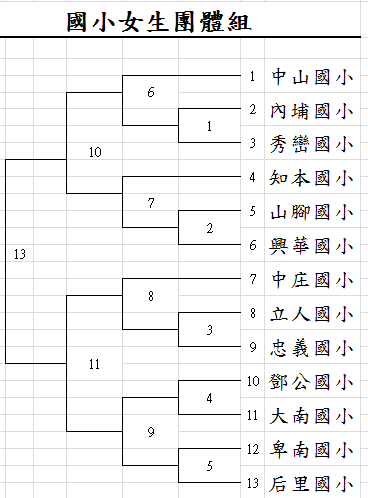 國小女生團體組
1 中山國小
6
2 內埔國小
1
3 秀巒國小
10
4 知本國小
7
5 山腳國小
2
6 興華國小
13
7 中庄國小
8
8 立人國小
3
9 忠義國小
11
10 鄧公國小
4
11 大南國小
9
12 卑南國小
5
13 后里國小